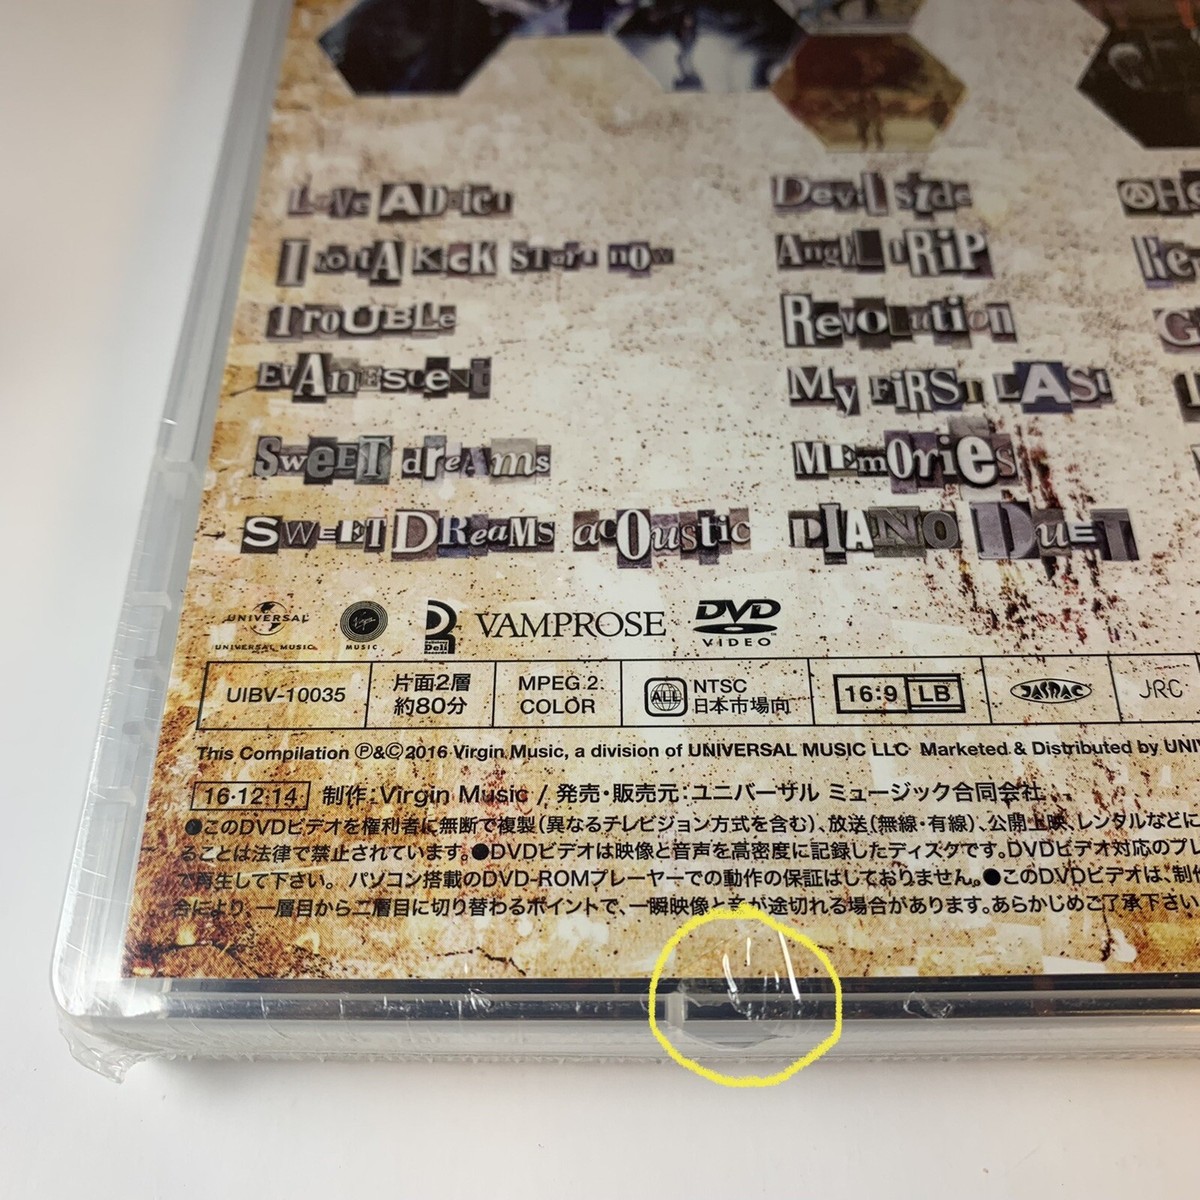 Love Addict
I gotta kick start now
Trouble
Evanescent
Sweet dreams
Sweet Dreams acoustic
Devil side
Angel trip
Revolution
My first last
Memories
Piano Duet
UNIVERSAL
UNIVERSAL MUSIC
Virgin
MUSIC
Deli
VAMPROSE
DVD
VIDEO
UIBV-10035
片面2層
約80分
MPEG 2
COLOR
ALL
NTSC
日本市場向
16:9 LB
JASRAC
JRC
This Compilation Ⓟ&© 2016 Virgin Music, a division of UNIVERSAL MUSIC LLC Marketed & Distributed by
16·12·14 制作:Virgin Music / 発売・販売元:ユニバーサル ミュージック合同会社
●このDVDビデオを権利者に無断で複製(異なるテレビジョン方式を含む)、放送(無線・有線)、公開上映、レンタルなどに
ることは法律で禁止されています。●DVDビデオは映像と音声を高密度に記録したディスクです。DVDビデオ対応のプレ
で再生して下さい。 パソコン搭載のDVD-ROMプレーヤーでの動作の保証はしておりません。●このDVDビデオは、制作
合により、一層目から二層目に切り替わるポイントで、一瞬映像と音が途切れる場合があります。あらかじめご了承下さい